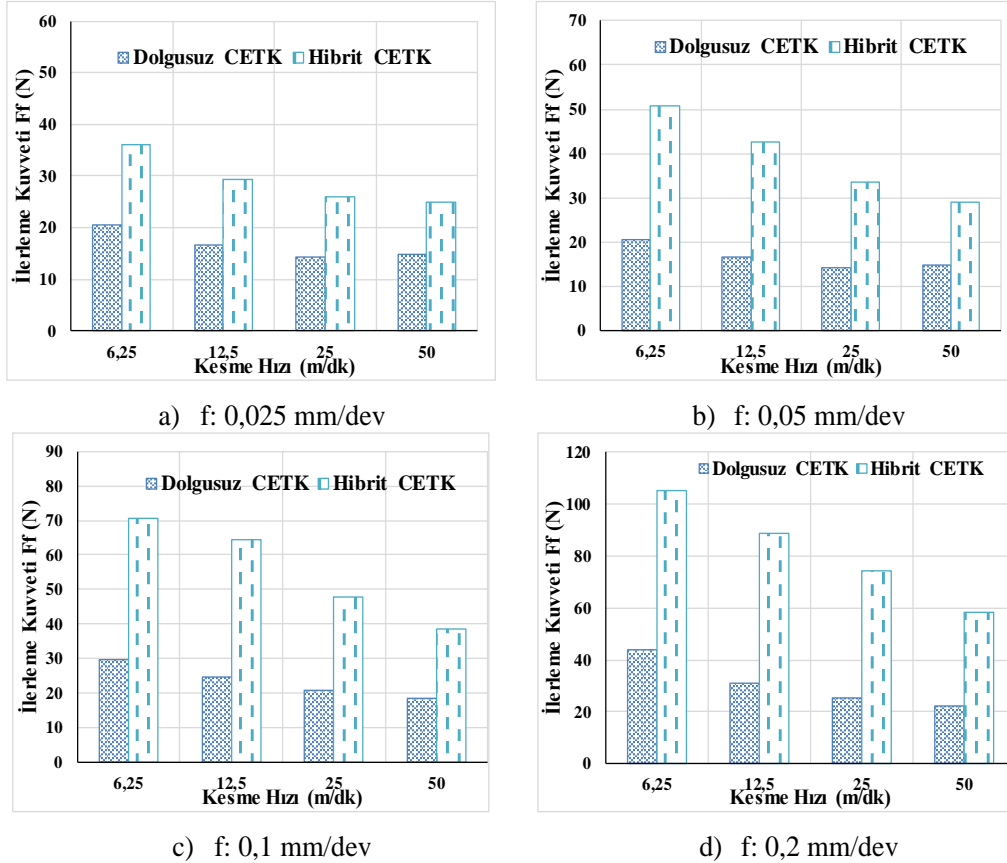 Dolgusuz CETK Hibrit CETK
İlerleme Kuvveti Ff (N)
60
50
40
30
20
10
0
6,25 12,5 25 50
Kesme Hızı (m/dk)
a) f: 0,025 mm/dev
Dolgusuz CETK Hibrit CETK
İlerleme Kuvveti Ff (N)
70
60
50
40
30
20
10
0
6,25 12,5 25 50
Kesme Hızı (m/dk)
b) f: 0,05 mm/dev
Dolgusuz CETK Hibrit CETK
İlerleme Kuvveti Ff (N)
90
80
70
60
50
40
30
20
10
0
6,25 12,5 25 50
Kesme Hızı (m/dk)
c) f: 0,1 mm/dev
Dolgusuz CETK Hibrit CETK
İlerleme Kuvveti Ff (N)
120
100
80
60
40
20
0
6,25 12,5 25 50
Kesme Hızı (m/dk)
d) f: 0,2 mm/dev